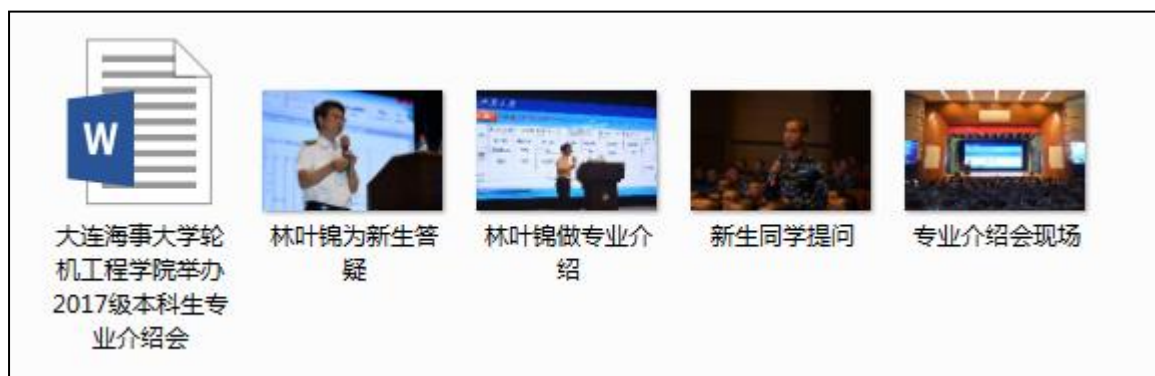 W
大连海事大学轮
机工程学院举办
2017级本科生专
业介绍会
林叶锦为新生答
疑
林叶锦做专业介
绍
新生同学提问
专业介绍会现场